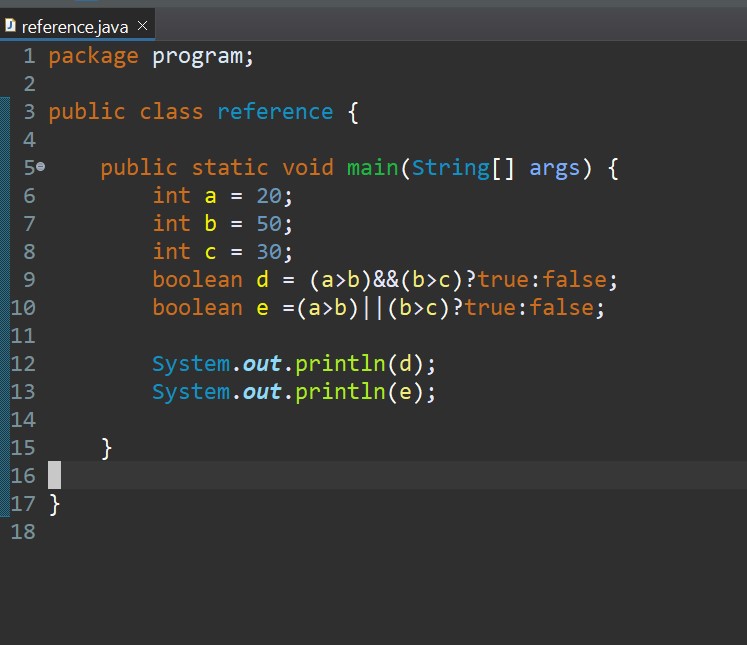 reference.java
1 package program;
2
3 public class reference {
4
5 public static void main(String[] args) {
6 int a = 20;
7 int b = 50;
8 int c = 30;
9 boolean d = (a>b)&&(b>c)?true:false;
10 boolean e =(a>b)||(b>c)?true:false;
11
12 System.out.println(d);
13 System.out.println(e);
14
15 }
16
17 }
18